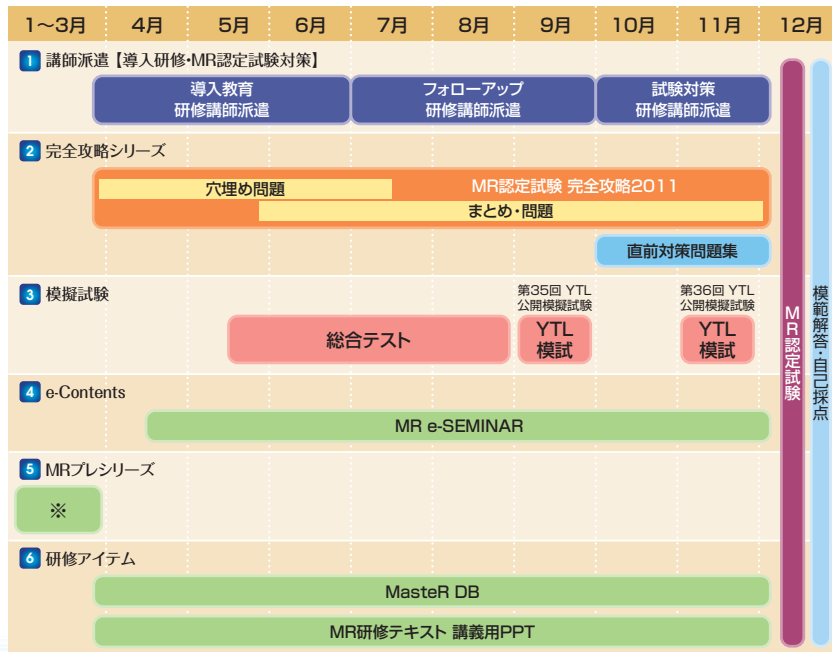 1～3月 4月 5月 6月 7月 8月 9月 10月 11月 12月
1 講師派遣【導入研修・MR認定試験対策】
導入教育
研修講師派遣
フォローアップ
研修講師派遣
試験対策
研修講師派遣
2 完全攻略シリーズ
穴埋め問題
MR認定試験 完全攻略2011
まとめ・問題
直前対策問題集
3 模擬試験
総合テスト
第35回 YTL
公開模擬試験
YTL
模試
第36回 YTL
公開模擬試験
YTL
模試
4 e-Contents
MR e-SEMINAR
5 MRプレシリーズ
※
6 研修アイテム
MasteR DB
MR研修テキスト 講義用PPT
MR認定試験
模範解答・自己採点